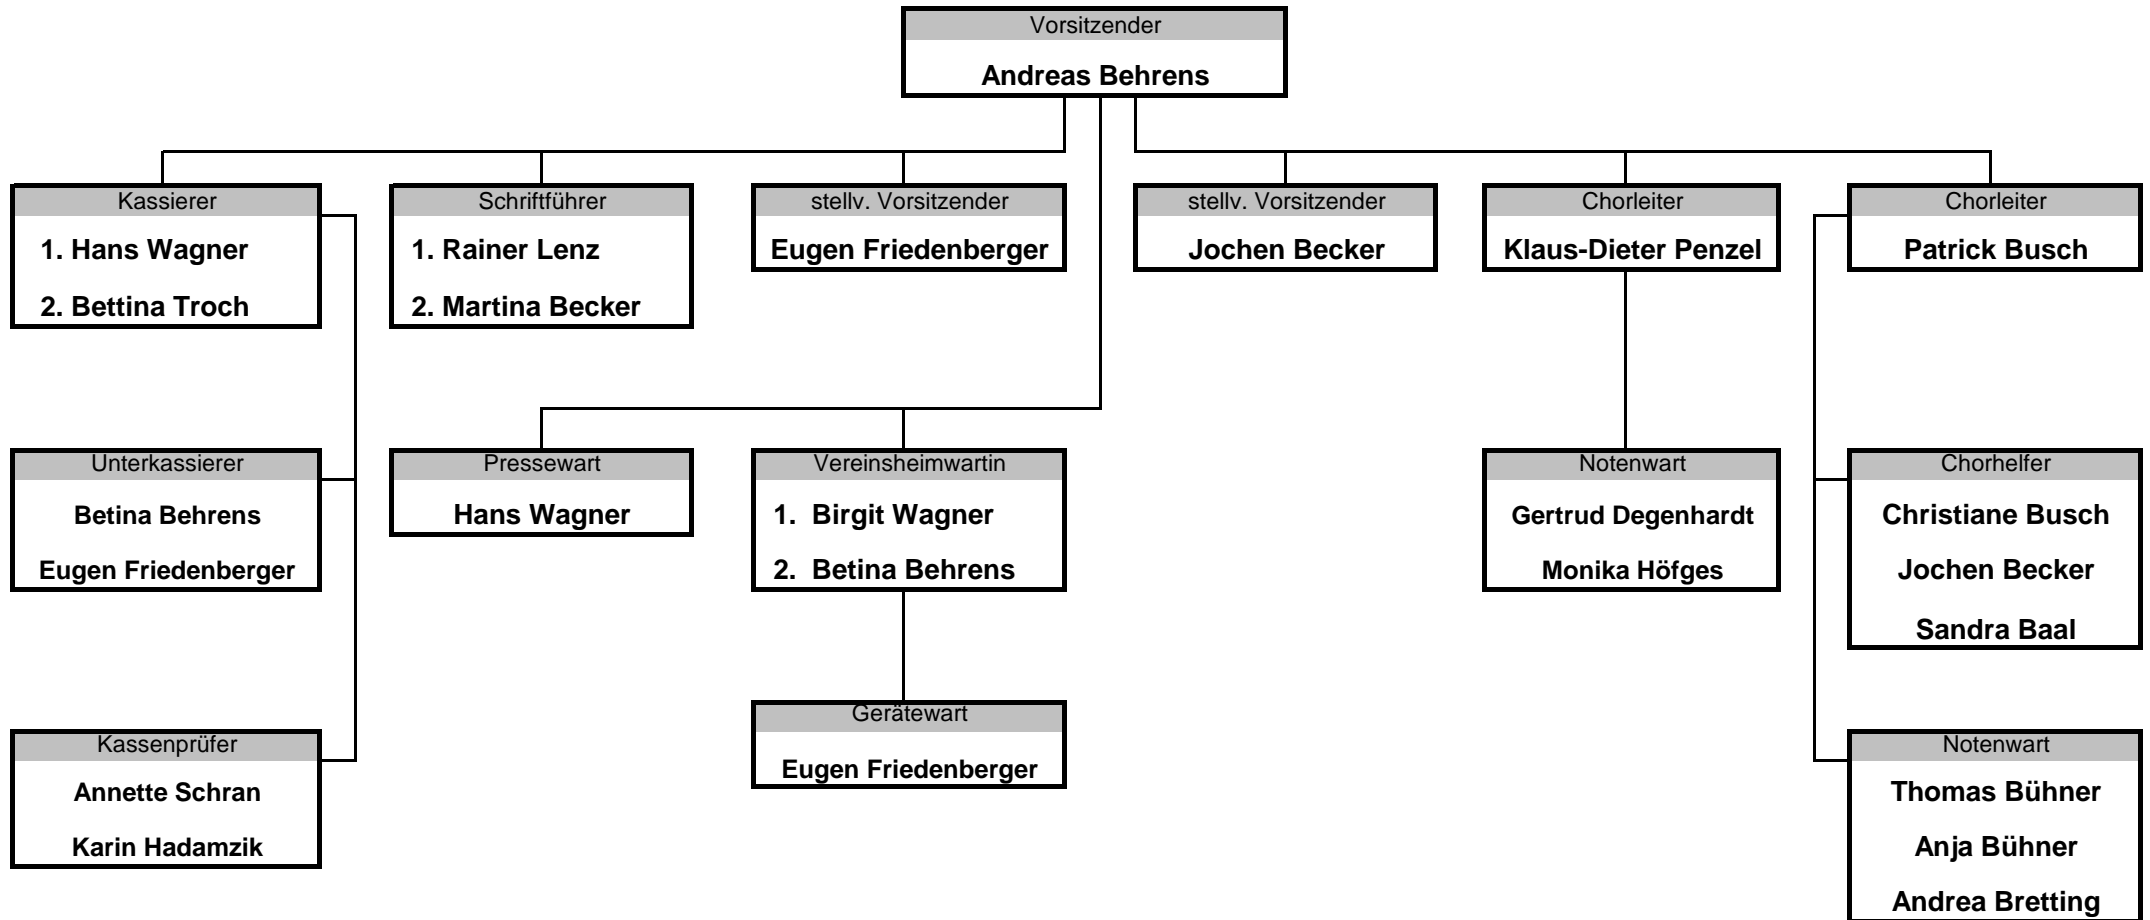 Vorsitzender
Andreas Behrens
Kassierer
1. Hans Wagner
2. Bettina Troch
Schriftführer
1. Rainer Lenz
2. Martina Becker
stellv. Vorsitzender
Eugen Friedenberger
stellv. Vorsitzender
Jochen Becker
Chorleiter
Klaus-Dieter Penzel
Chorleiter
Patrick Busch
Unterkassierer
Betina Behrens
Eugen Friedenberger
Pressewart
Hans Wagner
Vereinsheimwartin
1. Birgit Wagner
2. Betina Behrens
Notenwart
Gertrud Degenhardt
Monika Höfges
Chorhelfer
Christiane Busch
Jochen Becker
Sandra Baal
Kassenprüfer
Annette Schran
Karin Hadamzik
Gerätewart
Eugen Friedenberger
Notenwart
Thomas Bühner
Anja Bühner
Andrea Bretting